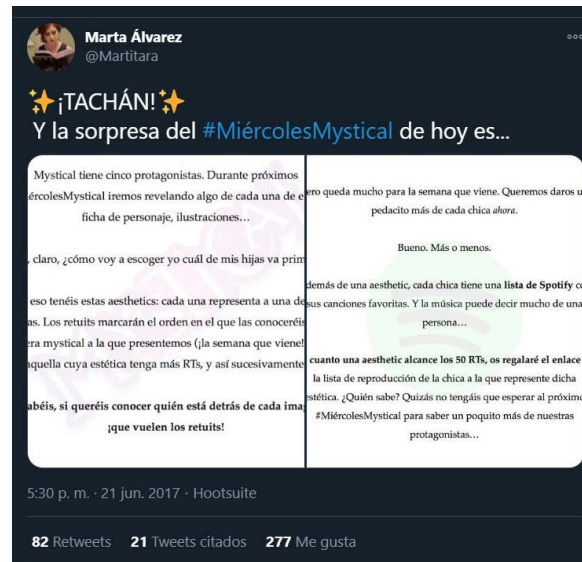 Marta Álvarez
@Martitara
✨¡TACHÁN!✨
Y la sorpresa del #MiércolesMystical de hoy es...
Mystical tiene cinco protagonistas. Durante próximos
iércolesMystical iremos revelando algo de cada una de e
ficha de personaje, ilustraciones…
, claro, ¿cómo voy a escoger yo cuál de mis hijas va prim
eso tenéis estas aesthetics: cada una representa a una de
as. Los retuits marcarán el orden en el que las conoceréis
era mystical a la que presentemos (¡la semana que viene!
aquella cuya estética tenga más RTs, y así sucesivamente
abéis, si queréis conocer quién está detrás de cada imag
¡que vuelen los retuits!
ero queda mucho para la semana que viene. Queremos daros u
pedacito más de cada chica ahora.
Bueno. Más o menos.
demás de una aesthetic, cada chica tiene una lista de Spotify co
sus canciones favoritas. Y la música puede decir mucho de una
persona…
cuanto una aesthetic alcance los 50 RTs, os regalaré el enlace
la lista de reproducción de la chica a la que represente dicha
estética. ¿Quién sabe? Quizás no tengáis que esperar al próximo
#MiércolesMystical para saber un poquito más de nuestras
protagonistas…
5:30 p. m. · 21 jun. 2017 · Hootsuite
82 Retweets 21 Tweets citados 277 Me gusta